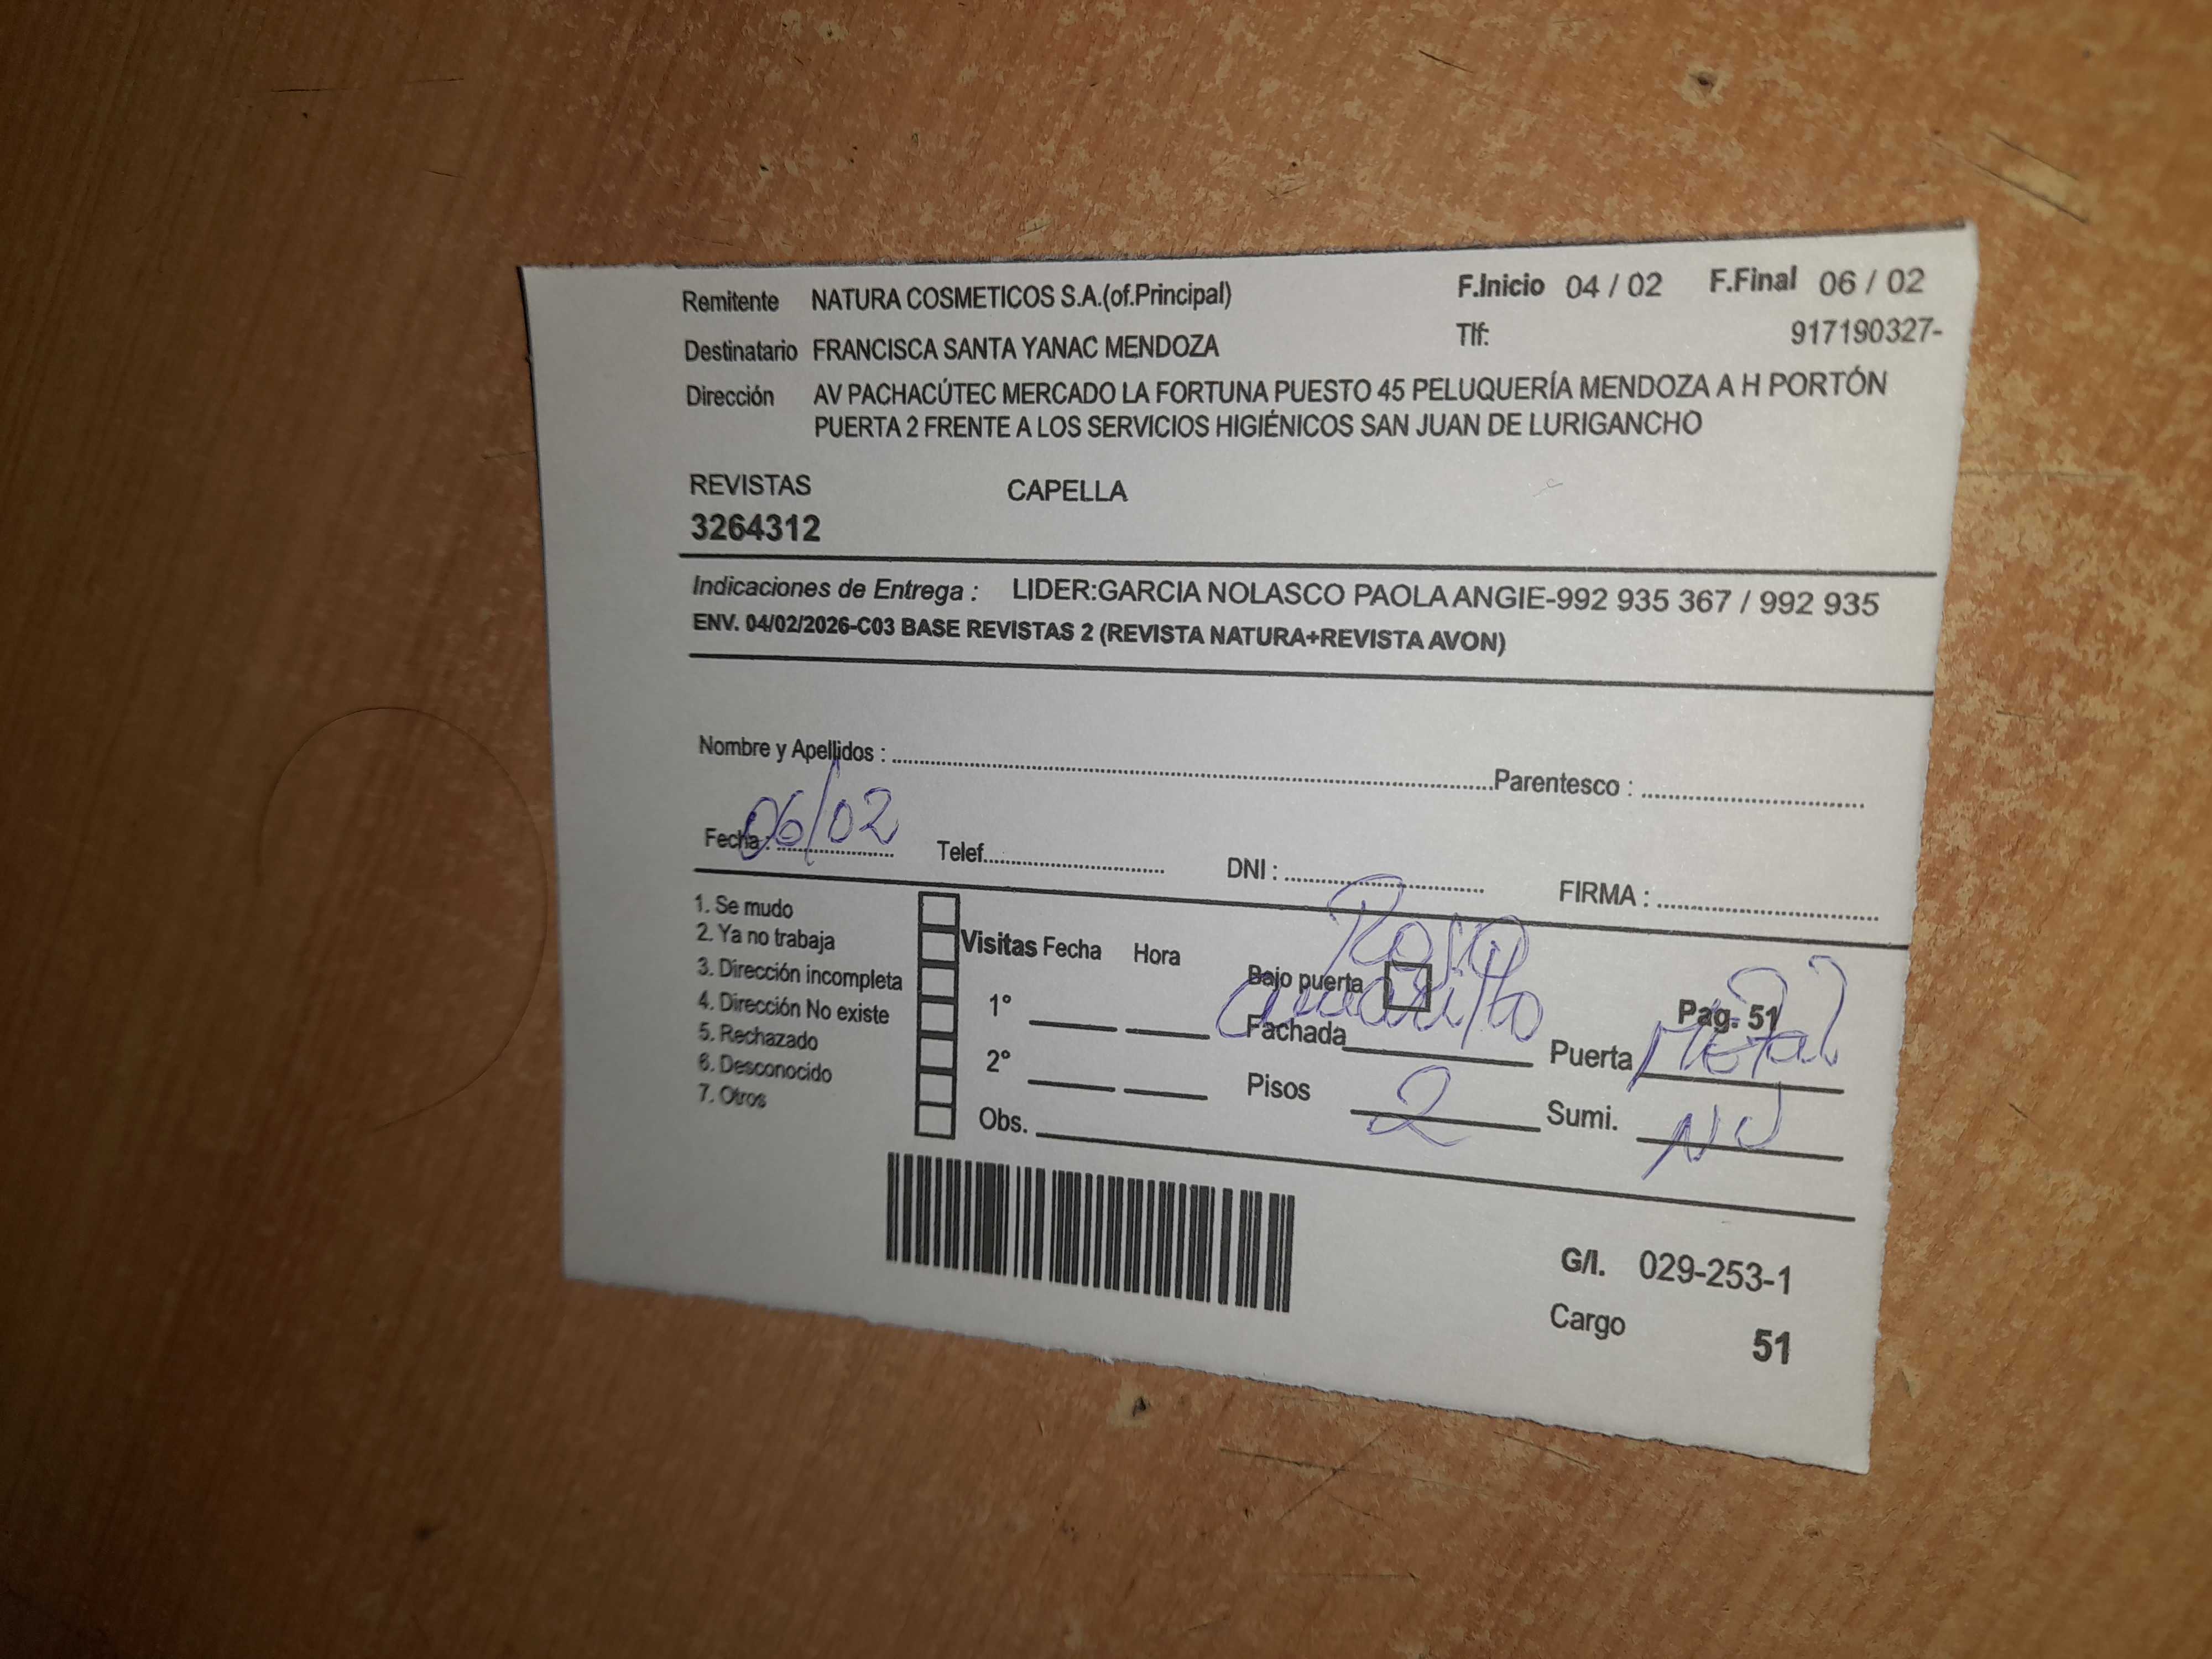 Remitente NATURA COSMETICOS S.A.(of.Principal) F.Inicio 04 / 02 F.Final 06 / 02
Destinatario FRANCISCA SANTA YANAC MENDOZA Tlf: 917190327-
Dirección AV PACHACÚTEC MERCADO LA FORTUNA PUESTO 45 PELUQUERÍA MENDOZA A H PORTÓN
PUERTA 2 FRENTE A LOS SERVICIOS HIGIÉNICOS SAN JUAN DE LURIGANCHO
REVISTAS CAPELLA
3264312
Indicaciones de Entrega : LIDER:GARCIA NOLASCO PAOLA ANGIE-992 935 367 / 992 935
ENV. 04/02/2026-C03 BASE REVISTAS 2 (REVISTA NATURA+REVISTA AVON)
Nombre y Apellidos : Parentesco :
Fecha : 06/02 Telef. DNI : FIRMA :
1. Se mudo
2. Ya no trabaja
3. Dirección incompleta
4. Dirección No existe
5. Rechazado
6. Desconocido
7. Otros
Visitas Fecha Hora
1°
2°
Obs.
Rosa
Bajo puerta
amarillo
Fachada
Pag. 51
Puerta Metal
Pisos 2 Sumi.
G/I. 029-253-1
Cargo 51